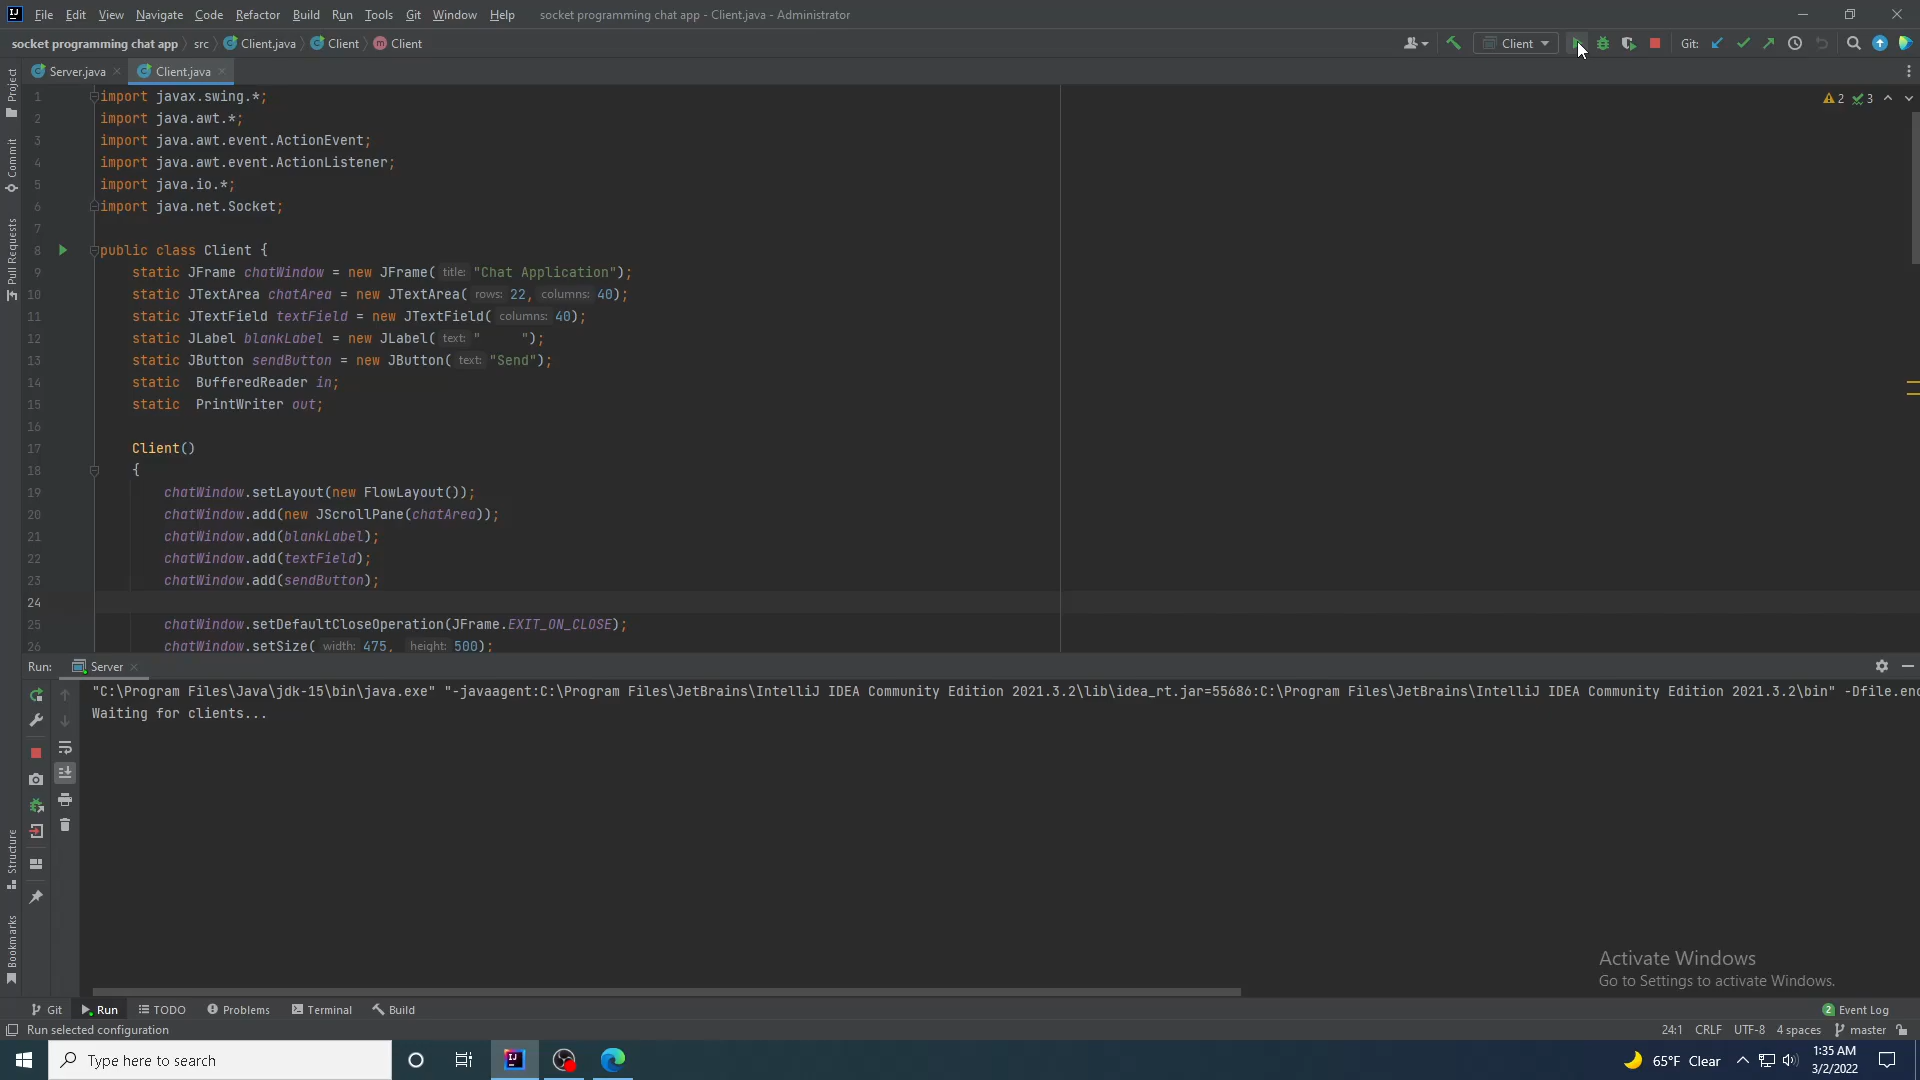 File Edit View Navigate Code Refactor Build Run Tools Git Window Help socket programming chat app - Client.java - Administrator
socket programming chat app src Client.java Client Client Client Git:
Project Server.java Client.java
Commit
Pull Requests
1 import javax.swing.*; 2 3
2 import java.awt.*;
3 import java.awt.event.ActionEvent;
4 import java.awt.event.ActionListener;
5 import java.io.*;
6 import java.net.Socket;
7
8 public class Client {
9 static JFrame chatWindow = new JFrame( title: "Chat Application");
10 static JTextArea chatArea = new JTextArea( rows: 22, columns: 40);
11 static JTextField textField = new JTextField( columns: 40);
12 static JLabel blankLabel = new JLabel( text: "     ");
13 static JButton sendButton = new JButton( text: "Send");
14 static  BufferedReader in;
15 static  PrintWriter out;
16
17 Client()
18 {
19 chatWindow.setLayout(new FlowLayout());
20 chatWindow.add(new JScrollPane(chatArea));
21 chatWindow.add(blankLabel);
22 chatWindow.add(textField);
23 chatWindow.add(sendButton);
24
25 chatWindow.setDefaultCloseOperation(JFrame.EXIT_ON_CLOSE);
26 chatWindow.setSize( width: 475, height: 500);
Run: Server
"C:\Program Files\Java\jdk-15\bin\java.exe" "-javaagent:C:\Program Files\JetBrains\IntelliJ IDEA Community Edition 2021.3.2\lib\idea_rt.jar=55686:C:\Program Files\JetBrains\IntelliJ IDEA Community Edition 2021.3.2\bin" -Dfile.enc
Waiting for clients...
Structure
Bookmarks
Activate Windows
Go to Settings to activate Windows.
Git Run TODO Problems Terminal Build 2 Event Log
Run selected configuration 24:1 CRLF UTF-8 4 spaces master
Type here to search 65°F Clear 1:35 AM
3/2/2022